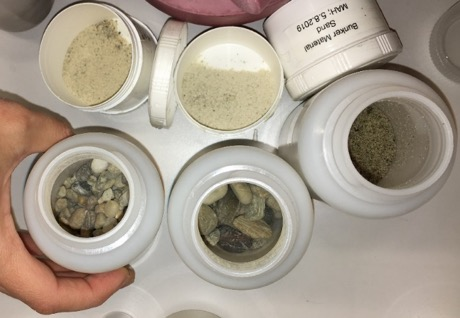 Bunker Material
Sand
MAH; 5.8.2019